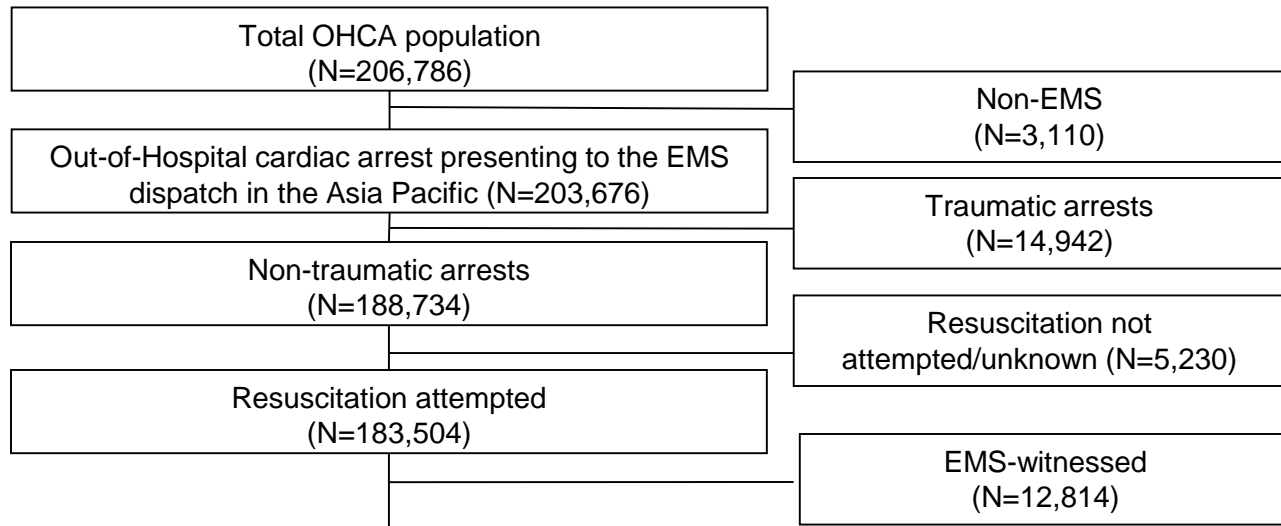 Total OHCA population
(N=206,786)
Non-EMS
(N=3,110)
Out-of-Hospital cardiac arrest presenting to the EMS
dispatch in the Asia Pacific (N=203,676)
Traumatic arrests
(N=14,942)
Non-traumatic arrests
(N=188,734)
Resuscitation not
attempted/unknown (N=5,230)
Resuscitation attempted
(N=183,504)
EMS-witnessed
(N=12,814)